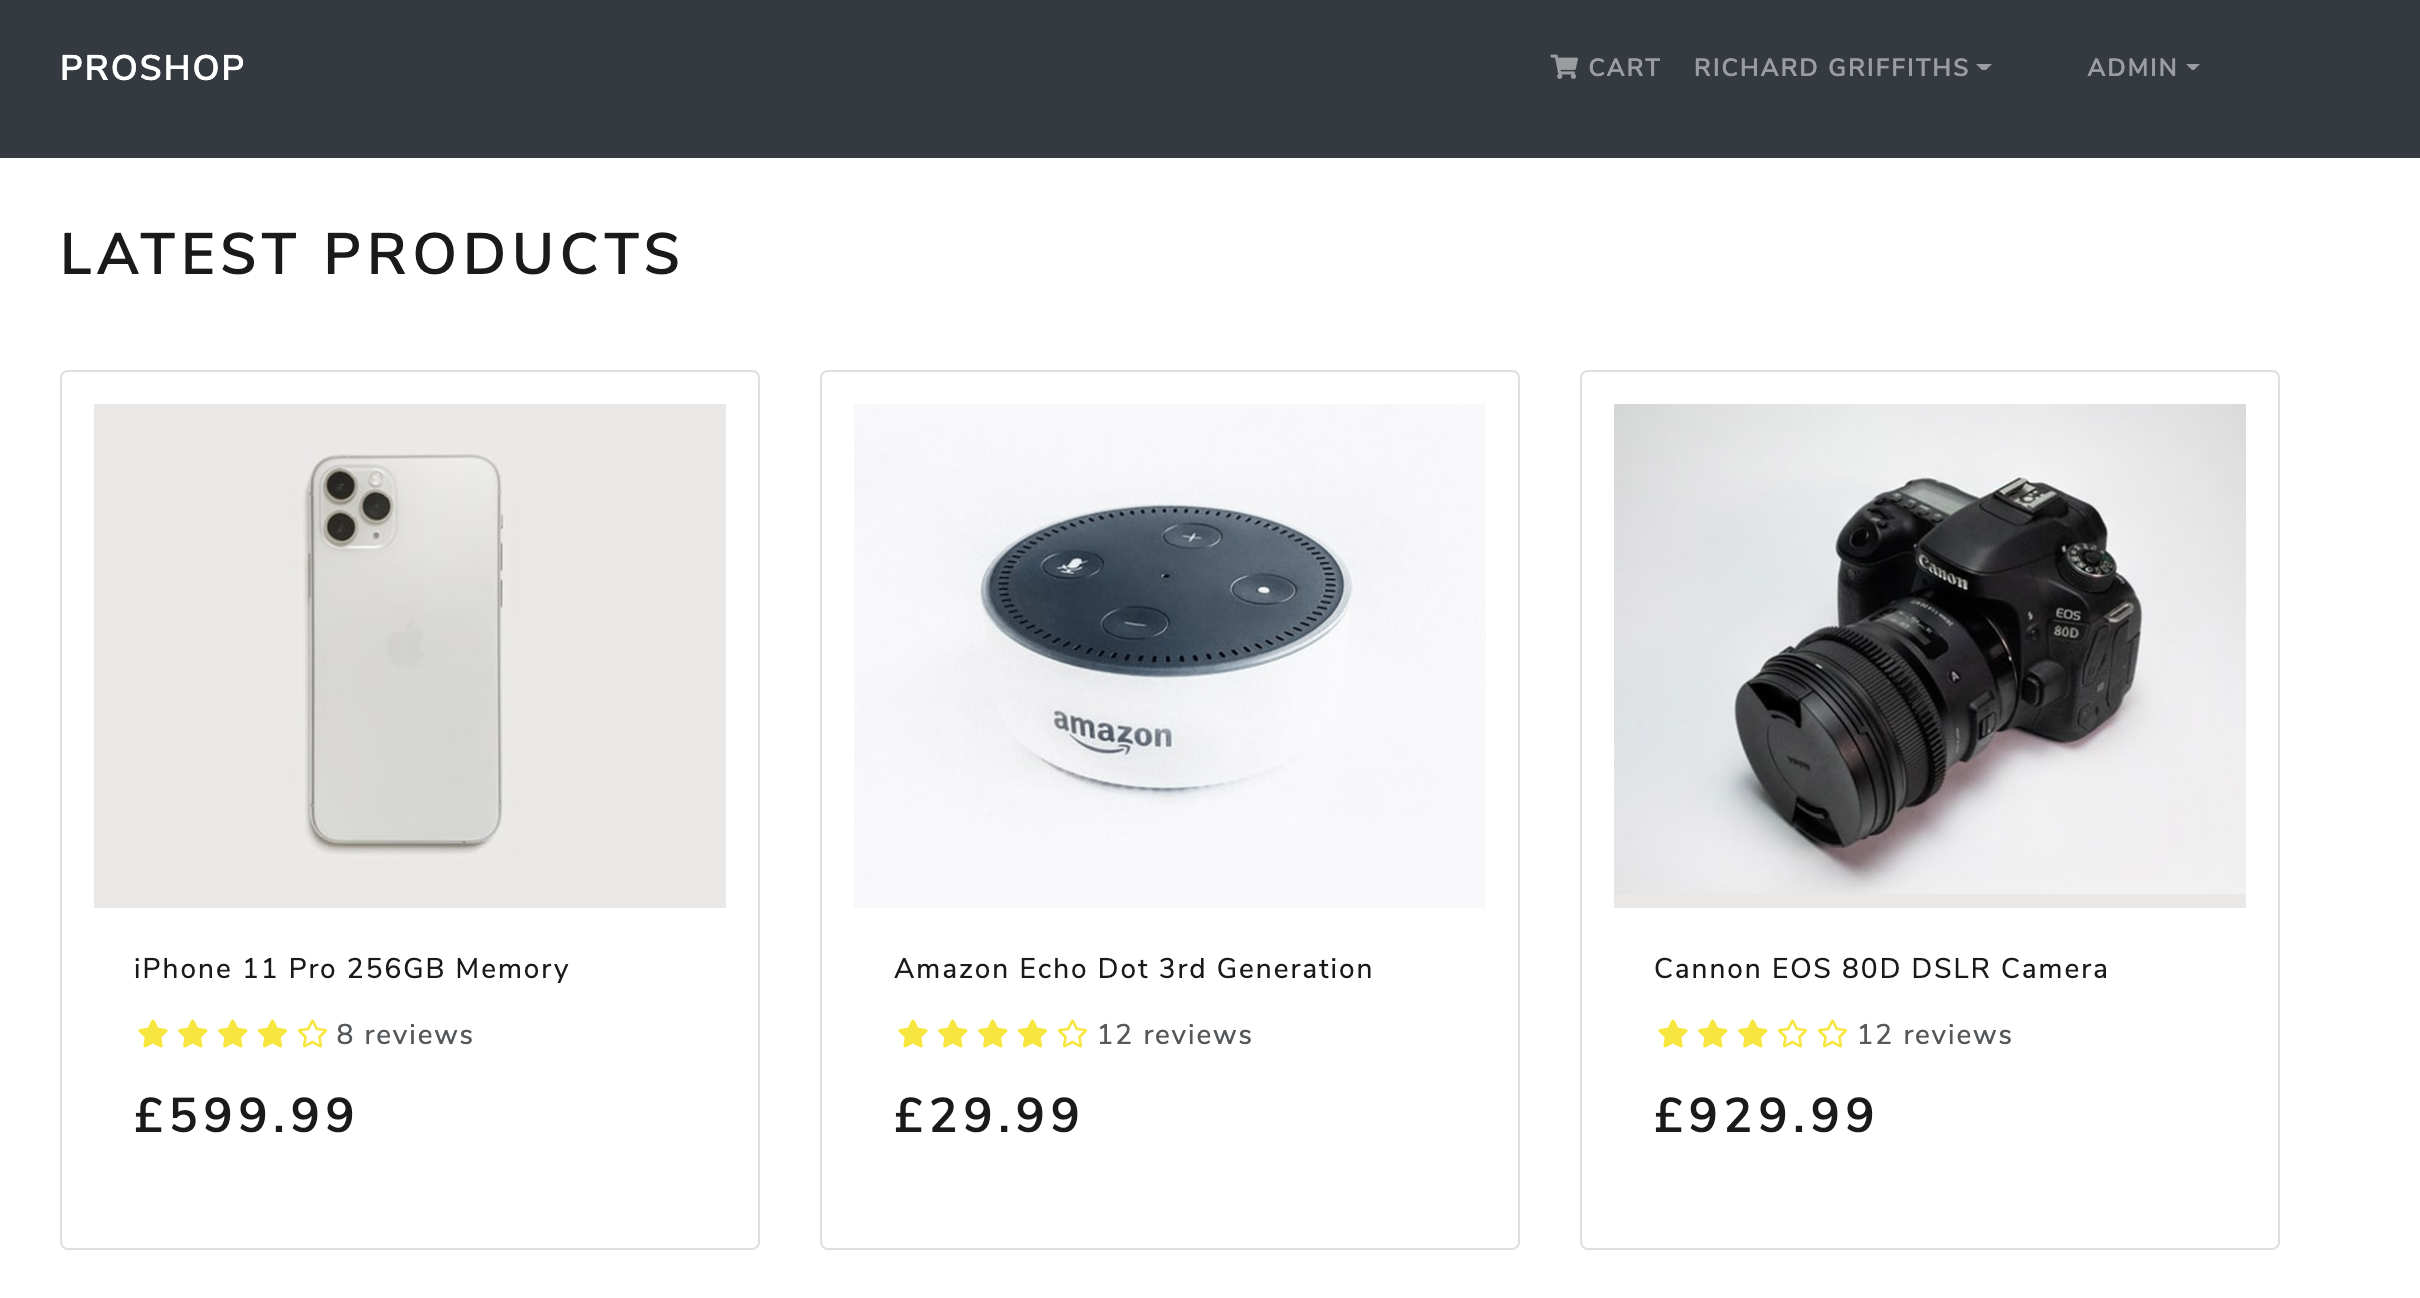 PROSHOP
CART RICHARD GRIFFITHS ADMIN
LATEST PRODUCTS
amazon
Canon
EOS
80D
A
iPhone 11 Pro 256GB Memory
8 reviews
£599.99
Amazon Echo Dot 3rd Generation
12 reviews
£29.99
Cannon EOS 80D DSLR Camera
12 reviews
£929.99